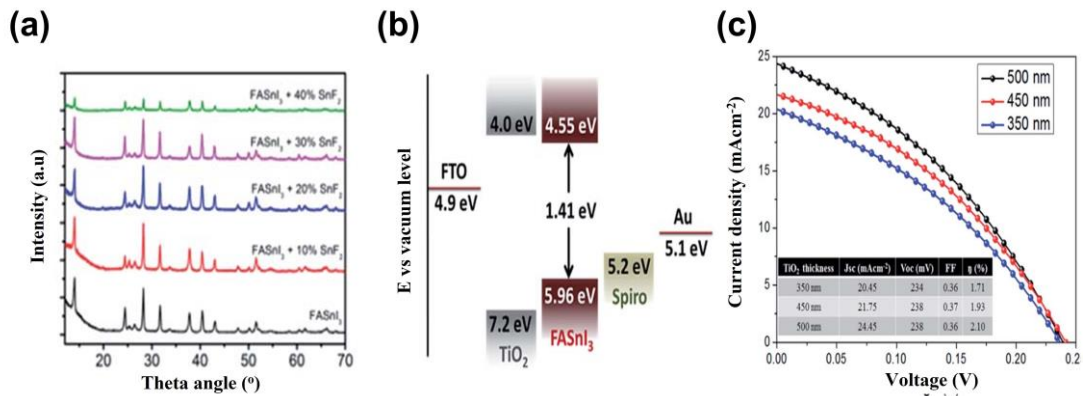 (a)
Intensity (a.u)
FASnI₃ + 40% SnF₂
FASnI₃ + 30% SnF₂
FASnI₃ + 20% SnF₂
FASnI₃ + 10% SnF₂
FASnI₃
20 30 40 50 60 70
Theta angle (°)
(b)
E vs vacuum level
FTO
4.9 eV
4.0 eV
4.55 eV
1.41 eV
Au
5.1 eV
5.2 eV
Spiro
5.96 eV
FASnI₃
7.2 eV
TiO₂
(c)
Current density (mAcm⁻²)
25
20
15
10
5
0
500 nm
450 nm
350 nm
TiO₂ thickness Jsc (mAcm⁻²) Voc (mV) FF η (%)
350 nm 20.45 234 0.36 1.71
450 nm 21.75 238 0.37 1.93
500 nm 24.45 238 0.36 2.10
0.00 0.05 0.10 0.15 0.20 0.2
Voltage (V)